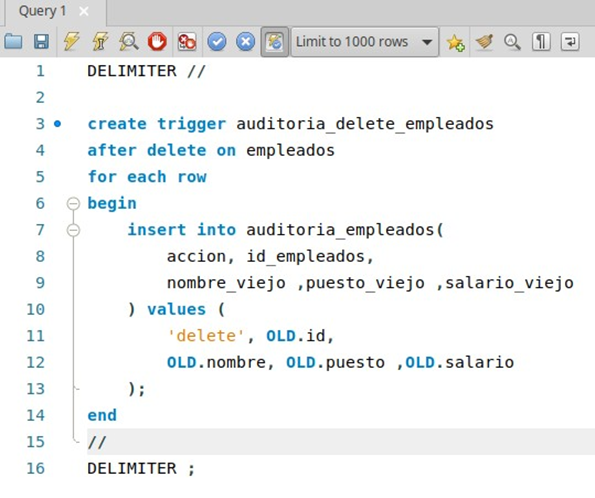 Query 1
Limit to 1000 rows
1 DELIMITER //
2
3 create trigger auditoria_delete_empleados
4 after delete on empleados
5 for each row
6 begin
7 insert into auditoria_empleados(
8 accion, id_empleados,
9 nombre_viejo ,puesto_viejo ,salario_viejo
10 ) values (
11 'delete', OLD.id,
12 OLD.nombre, OLD.puesto ,OLD.salario
13 );
14 end
15 //
16 DELIMITER ;